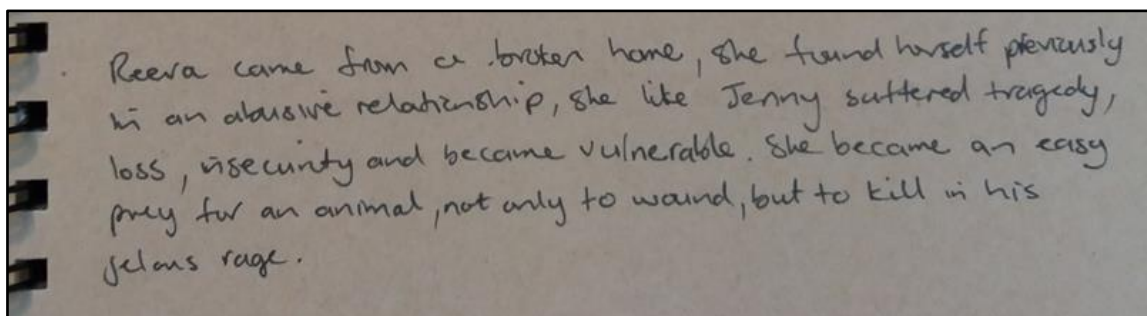 Reeva came from a broken home, she found herself previously
in an abusive relationship, she like Jenny suffered tragedy,
loss, insecurity and became vulnerable. She became an easy
prey for an animal, not only to wound, but to kill in his
jelous rage.